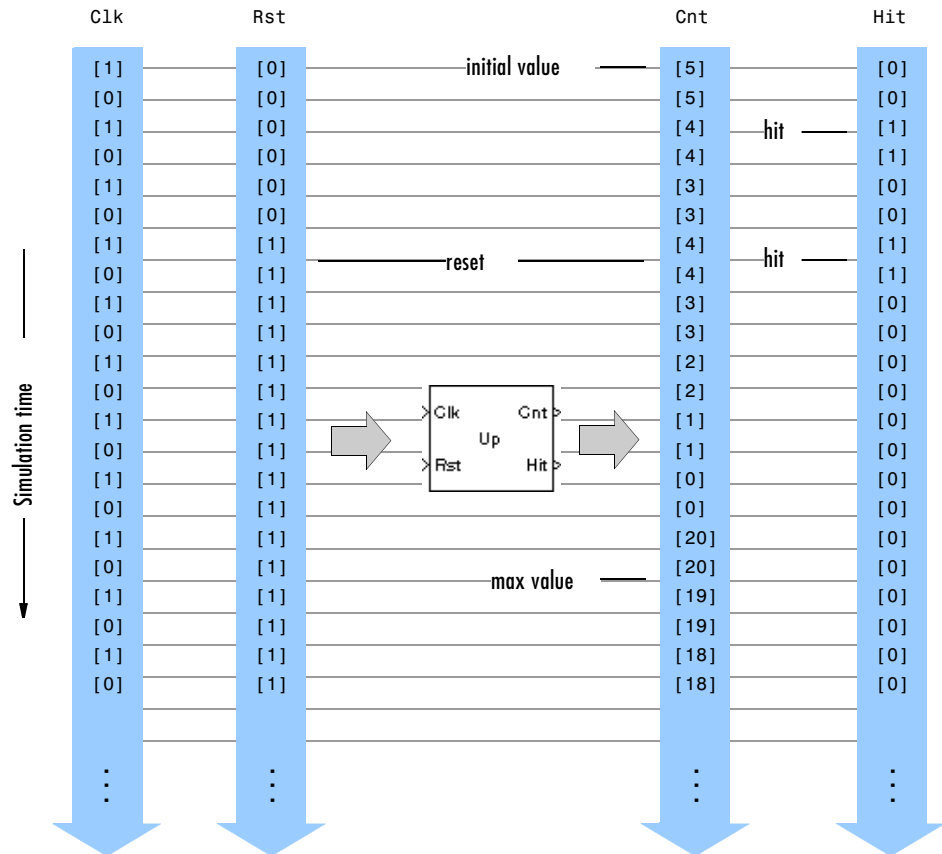 Clk Rst Cnt Hit
[1] [0] initial value [5] [0]
[0] [0] [5] [0]
[1] [0] [4] hit [1]
[0] [0] [4] [1]
[1] [0] [3] [0]
[0] [0] [3] [0]
[1] [1] [4] [1]
reset hit
[0] [1] [4] [1]
[1] [1] [3] [0]
[0] [1] [3] [0]
[1] [1] [2] [0]
[0] [1] [2] [0]
Clk Cnt
[1] [1] [1] [0]
Up
[0] [1] [1] [0]
Rst Hit
[1] [1] [0] [0]
[0] [1] [0] [0]
[1] [1] [20] [0]
[0] [1] [20] [0]
max value
[1] [1] [19] [0]
[0] [1] [19] [0]
[1] [1] [18] [0]
[0] [1] [18] [0]
Simulation time